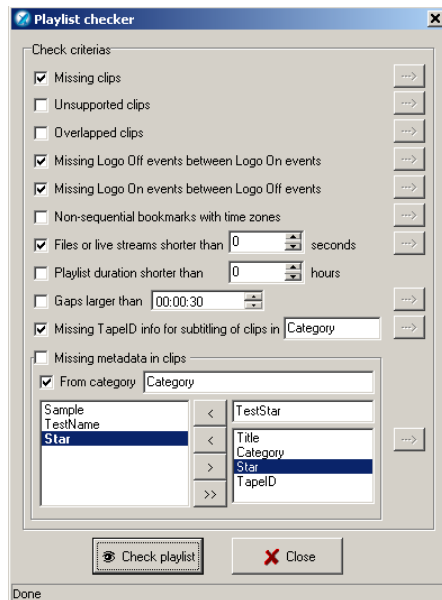 Playlist checker
Check criterias
Missing clips
--->
Unsupported clips
--->
Overlapped clips
--->
Missing Logo Off events between Logo On events
--->
Missing Logo On events between Logo Off events
--->
Non-sequential bookmarks with time zones
--->
Files or live streams shorter than 0 seconds
--->
Playlist duration shorter than 0 hours
Gaps larger than 00:00:30
--->
Missing TapeID info for subtitling of clips in Category
--->
Missing metadata in clips
From category Category
Sample
TestName
Star
<
<
>
>>
TestStar
Title
Category
Star
TapeID
--->
Check playlist
Close
Done